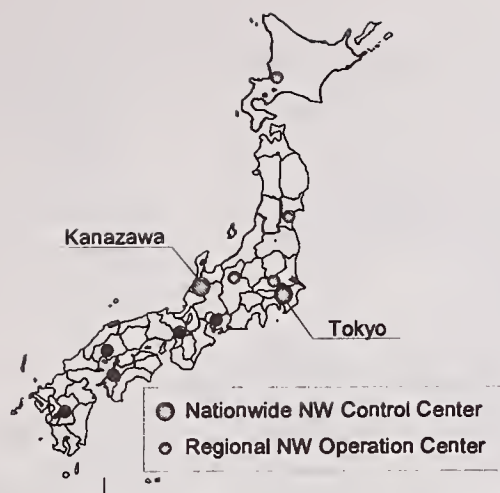 Kanazawa
Tokyo
Nationwide NW Control Center
Regional NW Operation Center